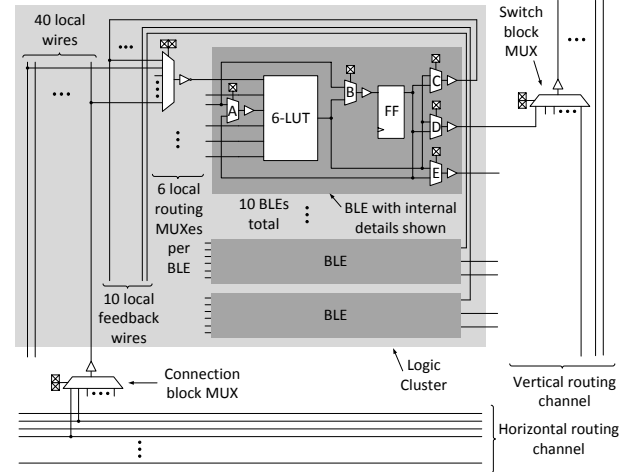 40 local
wires
Switch
block
MUX
6-LUT
A
B
FF
C
D
E
6 local
routing
MUXes
per
BLE
10 BLEs
total
BLE with internal
details shown
BLE
BLE
10 local
feedback
wires
Connection
block MUX
Logic
Cluster
Vertical routing
channel
Horizontal routing
channel